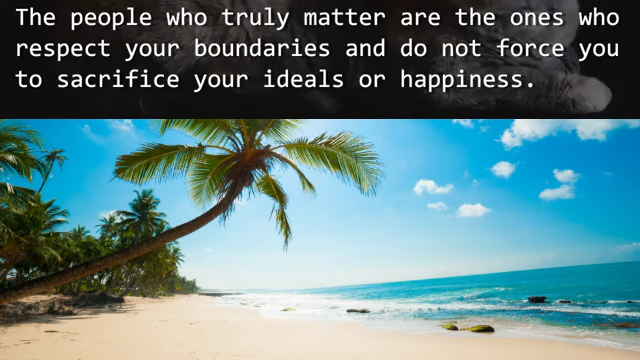 The people who truly matter are the ones who
respect your boundaries and do not force you
to sacrifice your ideals or happiness.